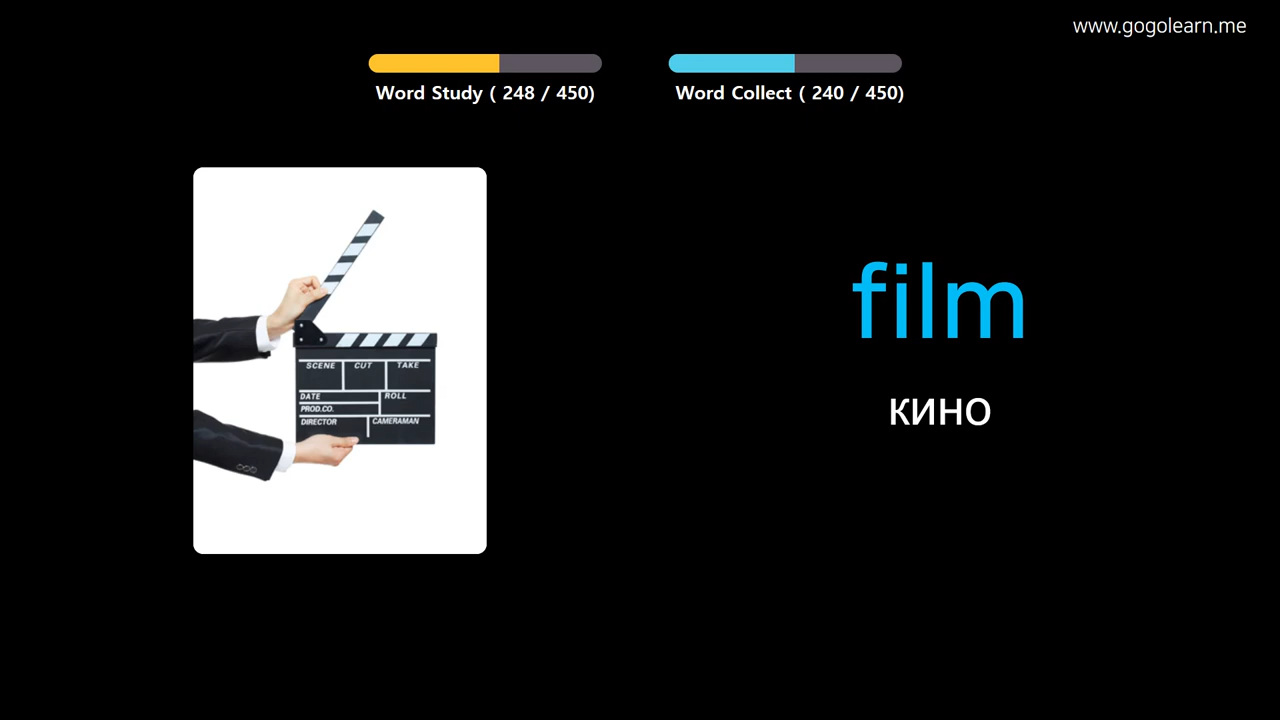 www.gogolearn.me
Word Study ( 248 / 450)
Word Collect ( 240 / 450)
SCENE CUT TAKE
DATE ROLL
PROD.CO.
DIRECTOR CAMERAMAN
film
кино